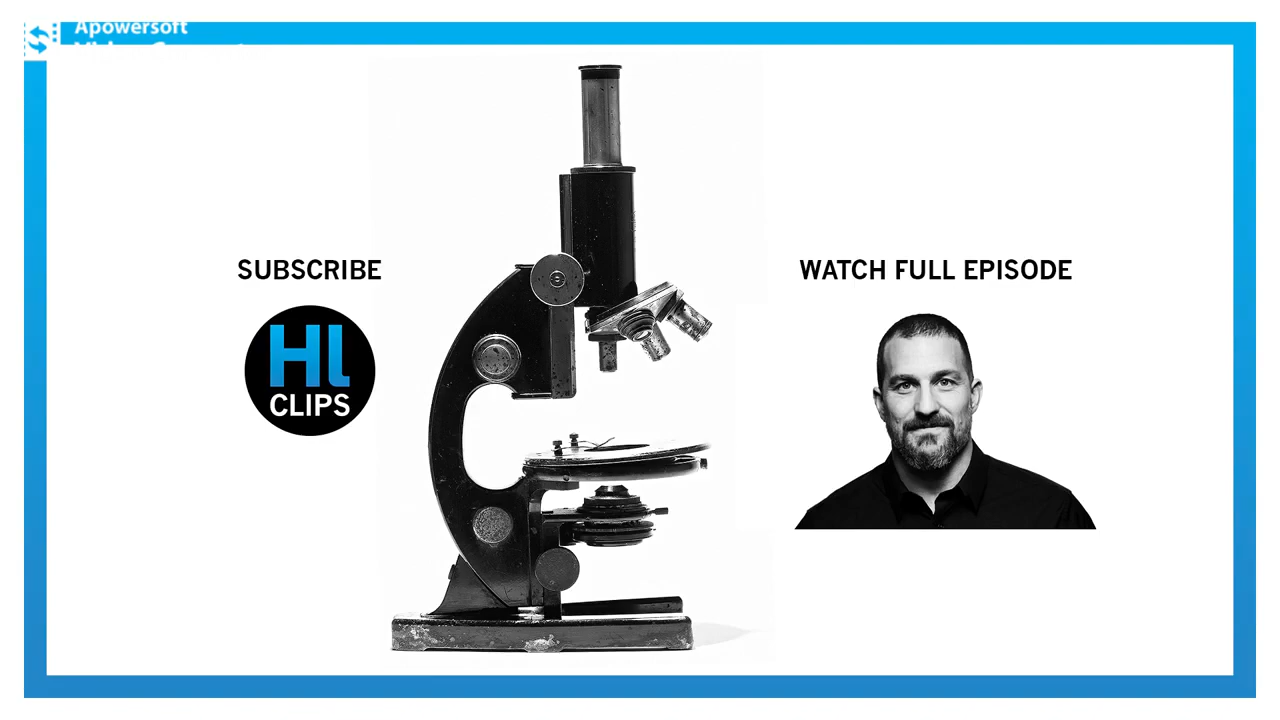 Apowersoft
SUBSCRIBE
WATCH FULL EPISODE
HL
CLIPS